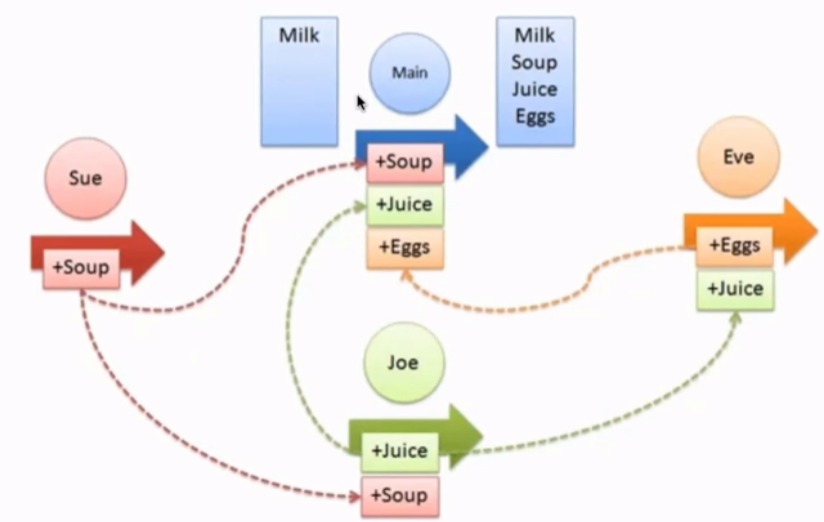 Milk
Main
Milk
Soup
Juice
Eggs
Sue
+Soup
+Soup
+Juice
+Eggs
Eve
+Eggs
+Juice
Joe
+Juice
+Soup